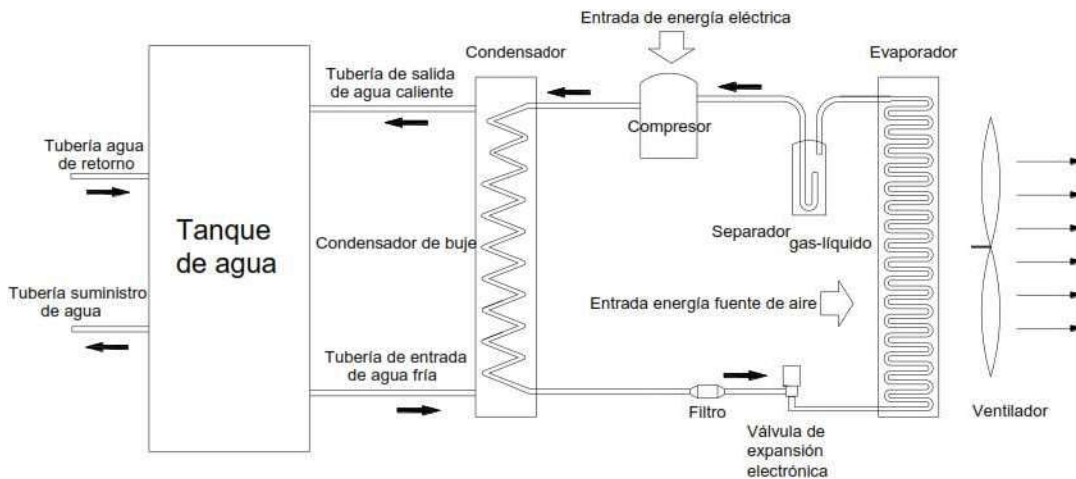 Entrada de energía eléctrica
Condensador
Evaporador
Tubería de salida
de agua caliente
Compresor
Tubería agua
de retorno
Tanque
de agua
Condensador de buje
Separador
gas-líquido
Tubería suministro
de agua
Entrada energía fuente de aire
Tubería de entrada
de agua fría
Filtro
Ventilador
Válvula de
expansión
electrónica